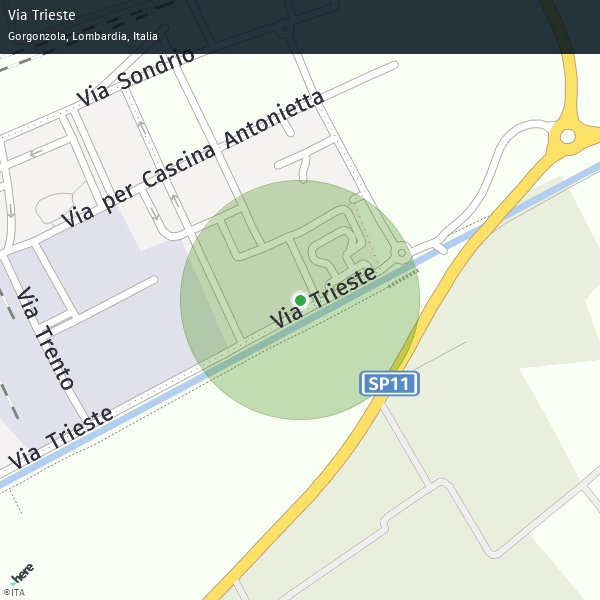 Via Trieste
Gorgonzola, Lombardia, Italia
Via Sondrio
Via per Cascina Antonietta
Via Trieste
Via Trento
SP11
Via Trieste
here
©ITA